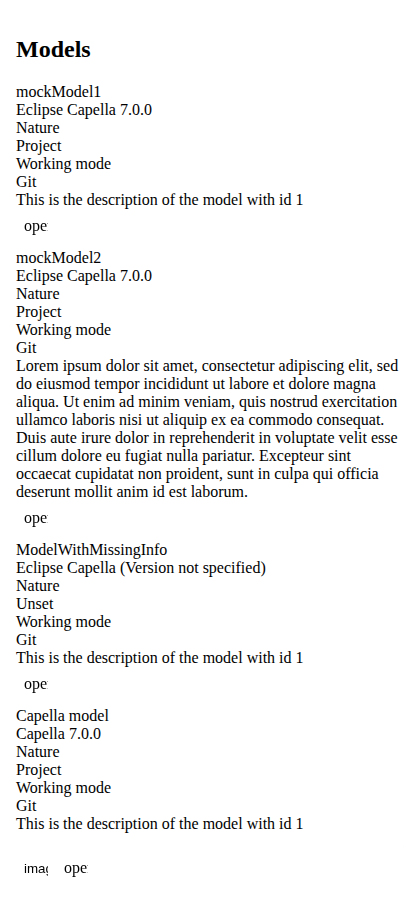 Models
mockModel1
Eclipse Capella 7.0.0
Nature
Project
Working mode
Git
This is the description of the model with id 1
ope
mockModel2
Eclipse Capella 7.0.0
Nature
Project
Working mode
Git
Lorem ipsum dolor sit amet, consectetur adipiscing elit, sed
do eiusmod tempor incididunt ut labore et dolore magna
aliqua. Ut enim ad minim veniam, quis nostrud exercitation
ullamco laboris nisi ut aliquip ex ea commodo consequat.
Duis aute irure dolor in reprehenderit in voluptate velit esse
cillum dolore eu fugiat nulla pariatur. Excepteur sint
occaecat cupidatat non proident, sunt in culpa qui officia
deserunt mollit anim id est laborum.
ope
ModelWithMissingInfo
Eclipse Capella (Version not specified)
Nature
Unset
Working mode
Git
This is the description of the model with id 1
ope
Capella model
Capella 7.0.0
Nature
Project
Working mode
Git
This is the description of the model with id 1
imag ope